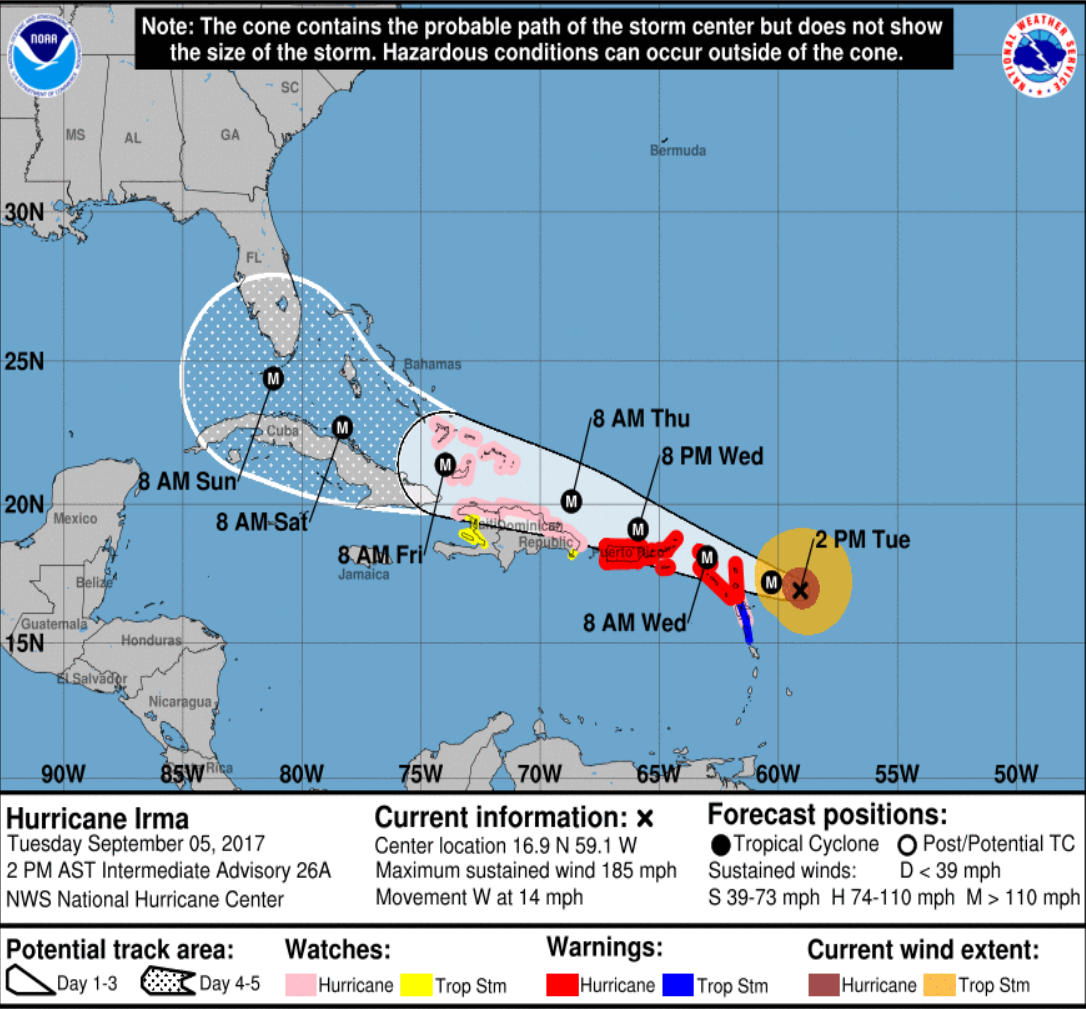 Note: The cone contains the probable path of the storm center but does not show
the size of the storm. Hazardous conditions can occur outside of the cone.
NOAA
NATIONAL WEATHER SERVICE
SC
MS
AL
GA
Bermuda
30N
FL
25N
Bahamas
8 AM Thu
M
M
Cuba
8 PM Wed
M
8 AM Sun
M
20N
8 AM Sat
Mexico
Haiti
Dominican
Republic
M
Puerto Rico
2 PM Tue
8 AM Fri
M
Jamaica
M
Belize
8 AM Wed
Guatemala
15N
Honduras
El Salvador
Nicaragua
Rica
90W
85W
80W
75W
70W
65W
60W
55W
50W
Hurricane Irma
Tuesday September 05, 2017
2 PM AST Intermediate Advisory 26A
NWS National Hurricane Center
Current information: ×
Center location 16.9 N 59.1 W
Maximum sustained wind 185 mph
Movement W at 14 mph
Forecast positions:
Tropical Cyclone
Post/Potential TC
Sustained winds: D < 39 mph
S 39-73 mph H 74-110 mph M > 110 mph
Potential track area:
Day 1-3
Day 4-5
Watches:
Hurricane
Trop Stm
Warnings:
Hurricane
Trop Stm
Current wind extent:
Hurricane
Trop Stm